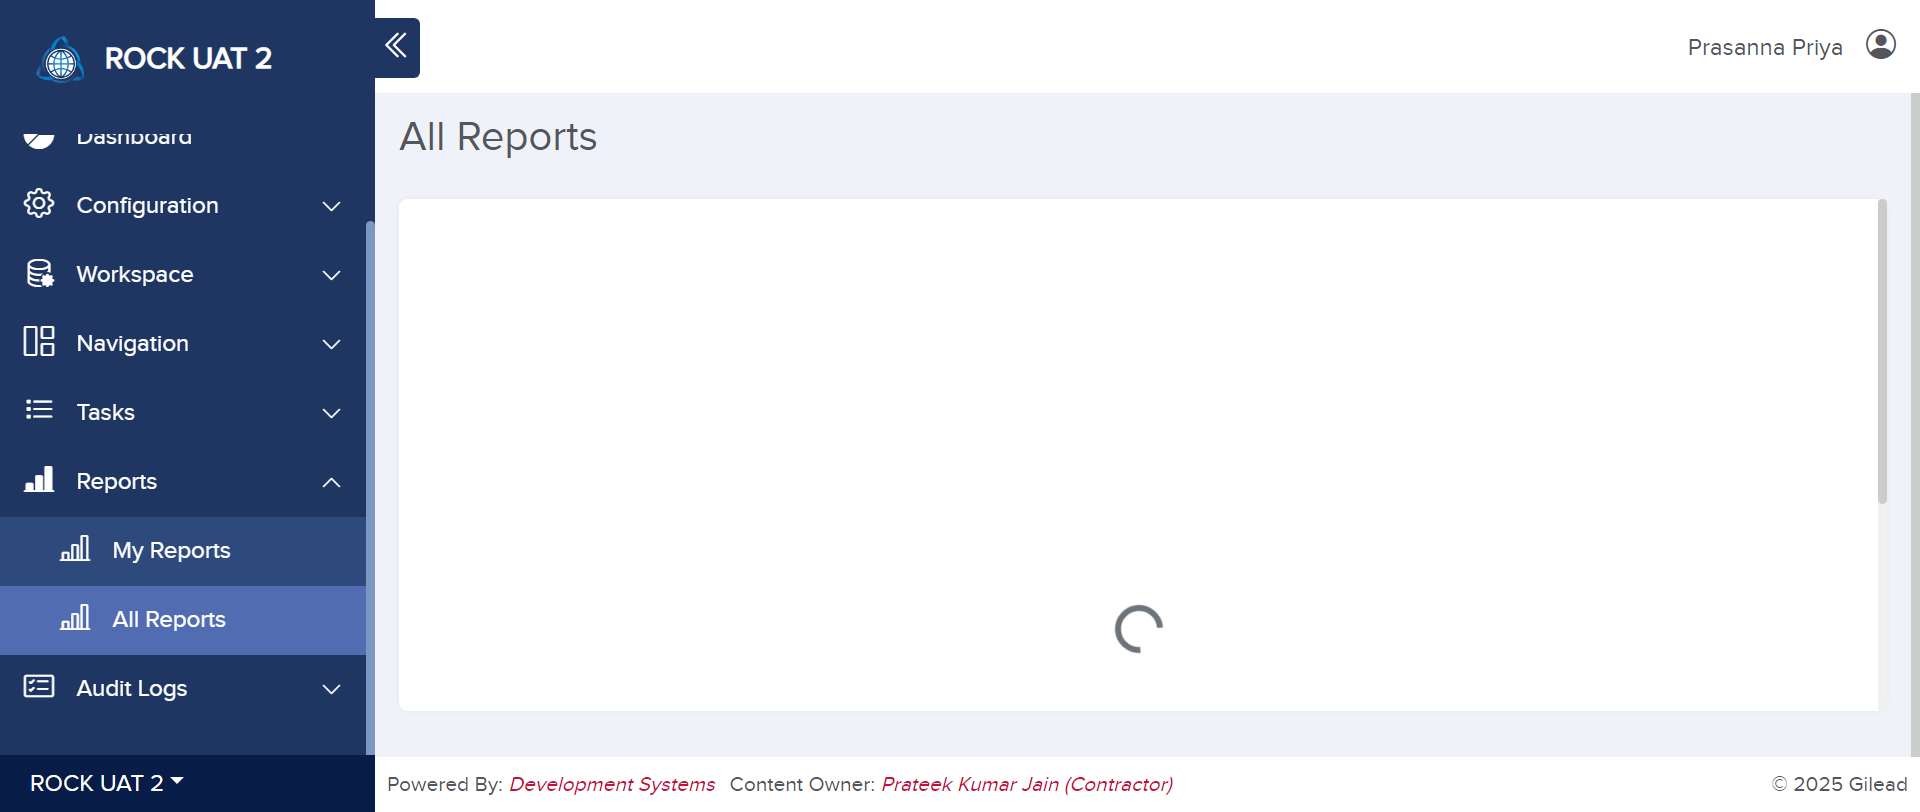 ROCK UAT 2
Prasanna Priya
Dashboard
Configuration
Workspace
Navigation
Tasks
Reports
My Reports
All Reports
Audit Logs
ROCK UAT 2
All Reports
Powered By: Development Systems Content Owner: Prateek Kumar Jain (Contractor)
© 2025 Gilead